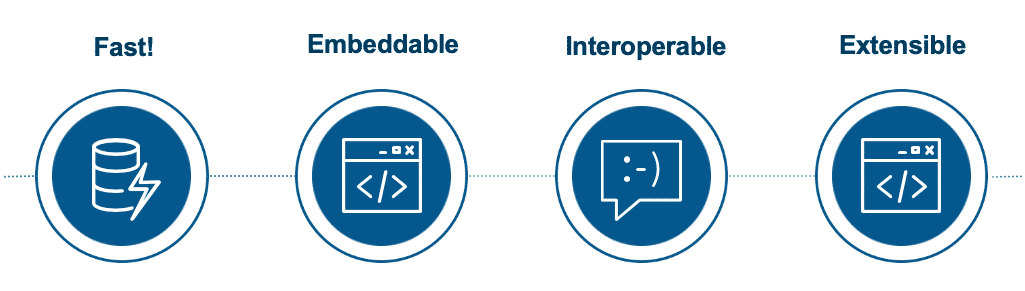 Fast!
Embeddable
Interoperable
Extensible
</>
:-)
</>